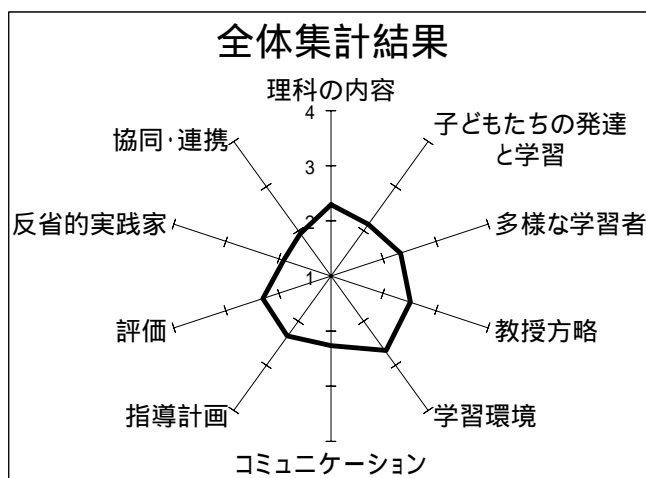 全体集計結果
理科の内容
子どもたちの発達
と学習
多様な学習者
教授方略
学習環境
コミュニケーション
指導計画
評価
反省的実践家
協同･連携
4
3
2
1